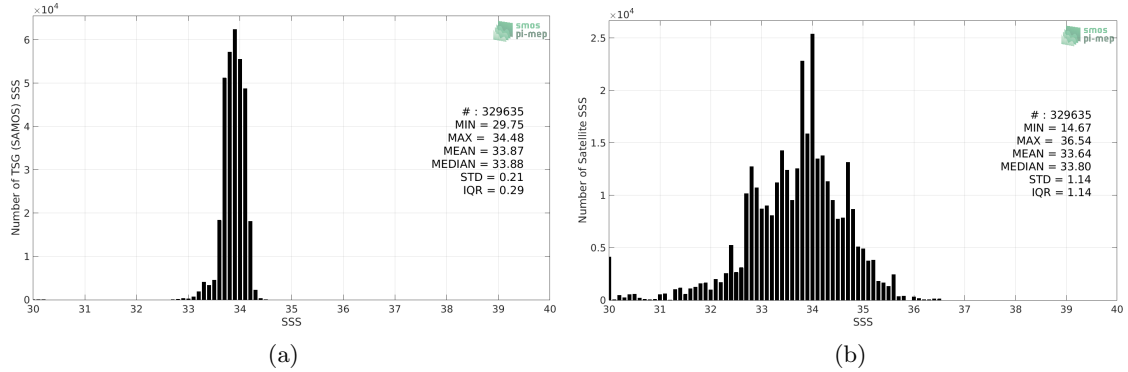 ×10⁴
smos
pi-mep
Number of TSG (SAMOS) SSS
6
5
4
3
2
1
0
# : 329635
MIN = 29.75
MAX = 34.48
MEAN = 33.87
MEDIAN = 33.88
STD = 0.21
IQR = 0.29
30 31 32 33 34 35 36 37 38 39 40
SSS
(a)
×10⁴
smos
pi-mep
Number of Satellite SSS
2.5
2
1.5
1
0.5
0
# : 329635
MIN = 14.67
MAX = 36.54
MEAN = 33.64
MEDIAN = 33.80
STD = 1.14
IQR = 1.14
30 31 32 33 34 35 36 37 38 39 40
SSS
(b)